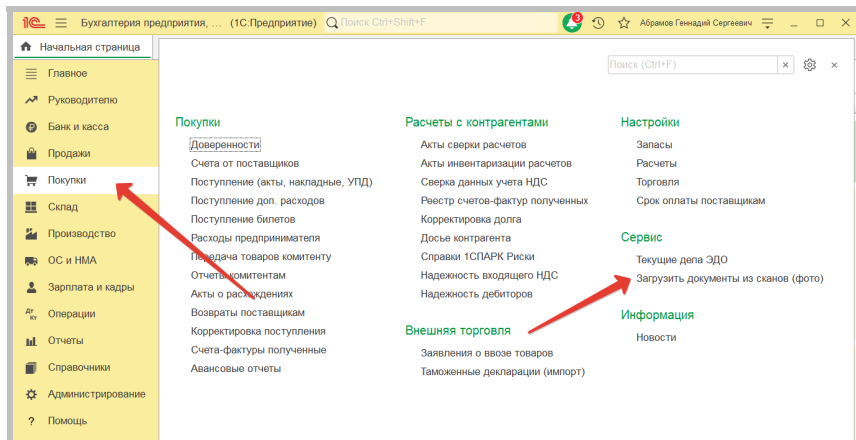 1С Бухгалтерия предприятия, ... (1С:Предприятие) Поиск Ctrl+Shift+F 3 Абрамов Геннадий Сергеевич
Начальная страница
Главное
Руководителю
Банк и касса
Продажи
Покупки
Склад
Производство
ОС и НМА
Зарплата и кадры
Дт Кт Операции
Отчеты
Справочники
Администрирование
? Помощь
Поиск (Ctrl+F)
Покупки
Доверенности
Счета от поставщиков
Поступление (акты, накладные, УПД)
Поступление доп. расходов
Поступление билетов
Расходы предпринимателя
Передача товаров комитенту
Отчеты комитентам
Акты о расхождениях
Возвраты поставщикам
Корректировка поступления
Счета-фактуры полученные
Авансовые отчеты
Расчеты с контрагентами
Акты сверки расчетов
Акты инвентаризации расчетов
Сверка данных учета НДС
Реестр счетов-фактур полученных
Корректировка долга
Досье контрагента
Справки 1СПАРК Риски
Надежность входящего НДС
Надежность дебиторов
Внешняя торговля
Заявления о ввозе товаров
Таможенные декларации (импорт)
Настройки
Запасы
Расчеты
Торговля
Срок оплаты поставщикам
Сервис
Текущие дела ЭДО
Загрузить документы из сканов (фото)
Информация
Новости